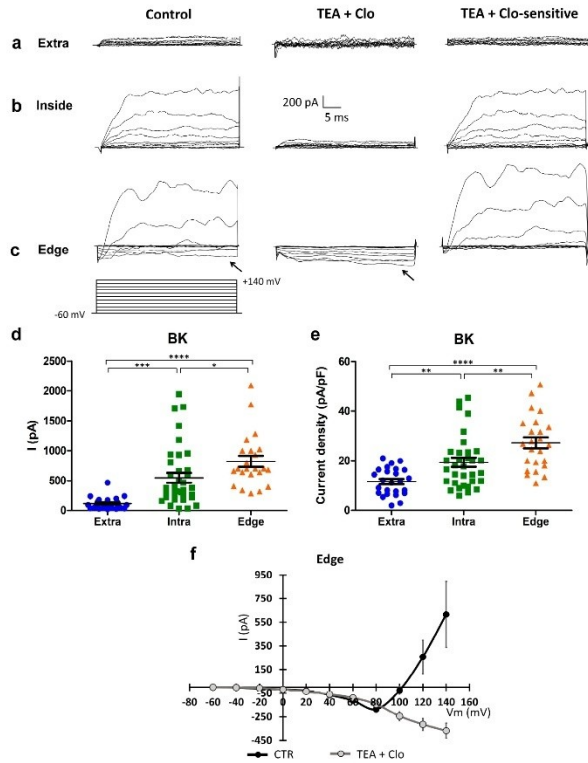 Control TEA + Clo TEA + Clo-sensitive
a Extra
b Inside
200 pA
5 ms
c Edge
+140 mV
-60 mV
d BK
****
*** *
I (pA)
2500
2000
1500
1000
500
0
Extra Intra Edge
e BK
****
** **
Current density (pA/pF)
60
40
20
0
Extra Intra Edge
f Edge
I (pA)
950
750
550
350
150
-50
-250
-450
-80 -60 -40 -20 0 20 40 60 80 100 120 140 160
Vm (mV)
CTR TEA + Clo